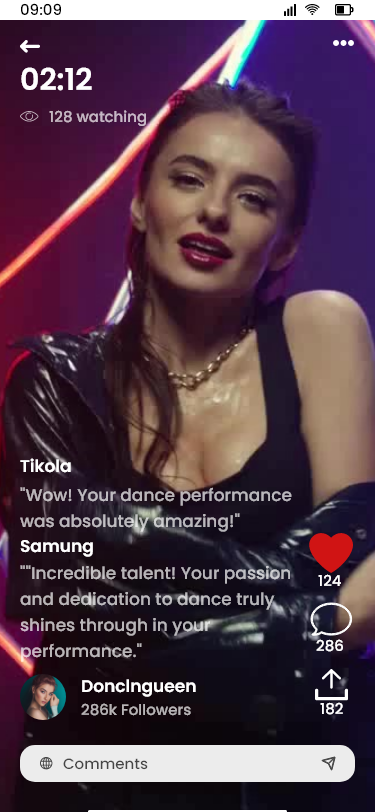 09:09
02:12
128 watching
Tikola
"Wow! Your dance performance
was absolutely amazing!"
Samung
""Incredible talent! Your passion
and dedication to dance truly
shines through in your
performance."
124
286
182
Donclngueen
286k Followers
Comments